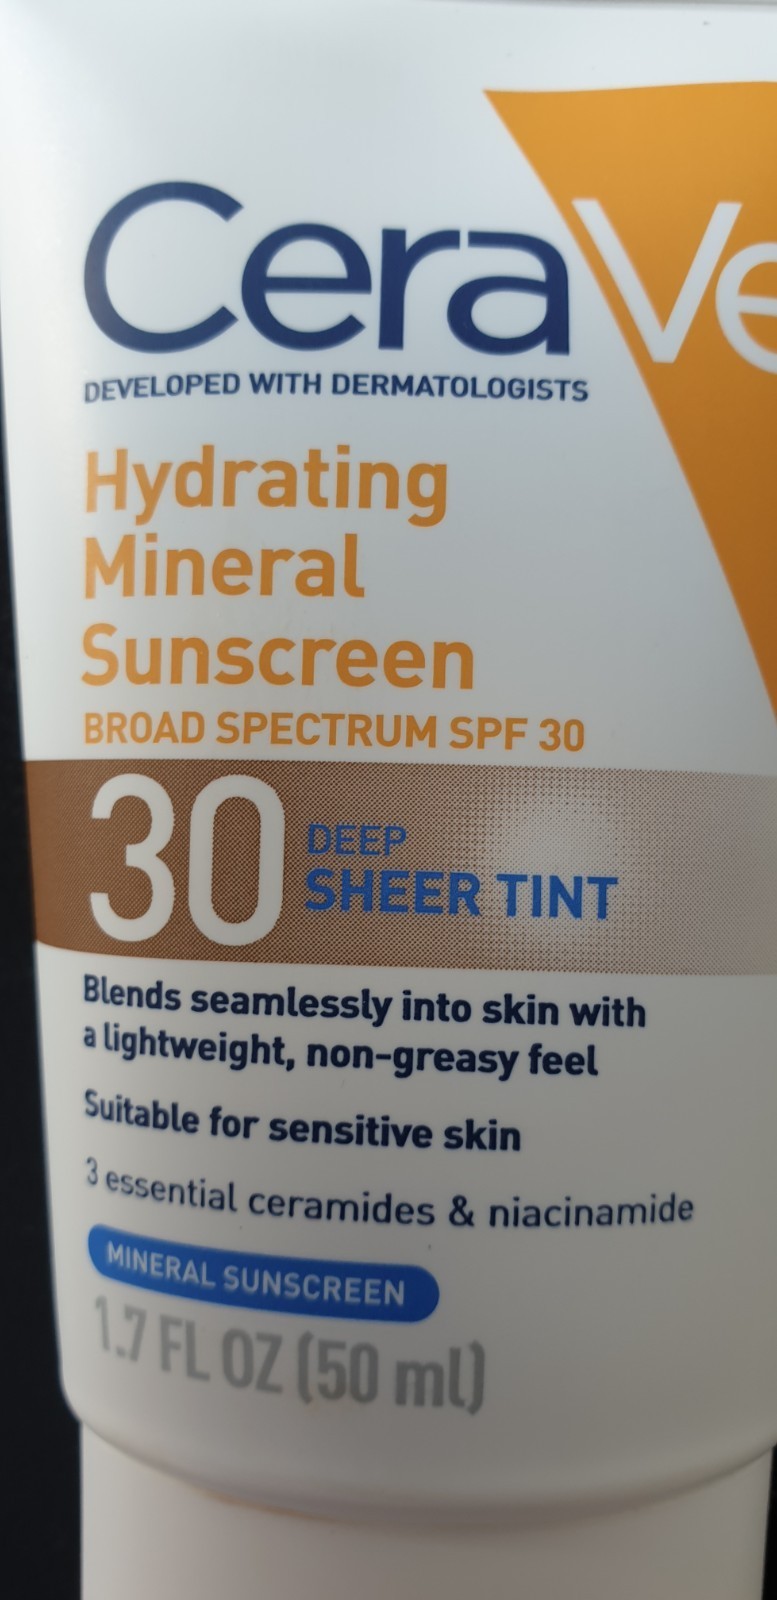 CeraVe
DEVELOPED WITH DERMATOLOGISTS
Hydrating
Mineral
Sunscreen
BROAD SPECTRUM SPF 30
30
DEEP
SHEER TINT
Blends seamlessly into skin with
a lightweight, non-greasy feel
Suitable for sensitive skin
3 essential ceramides & niacinamide
MINERAL SUNSCREEN
1.7 FL OZ (50 ml)